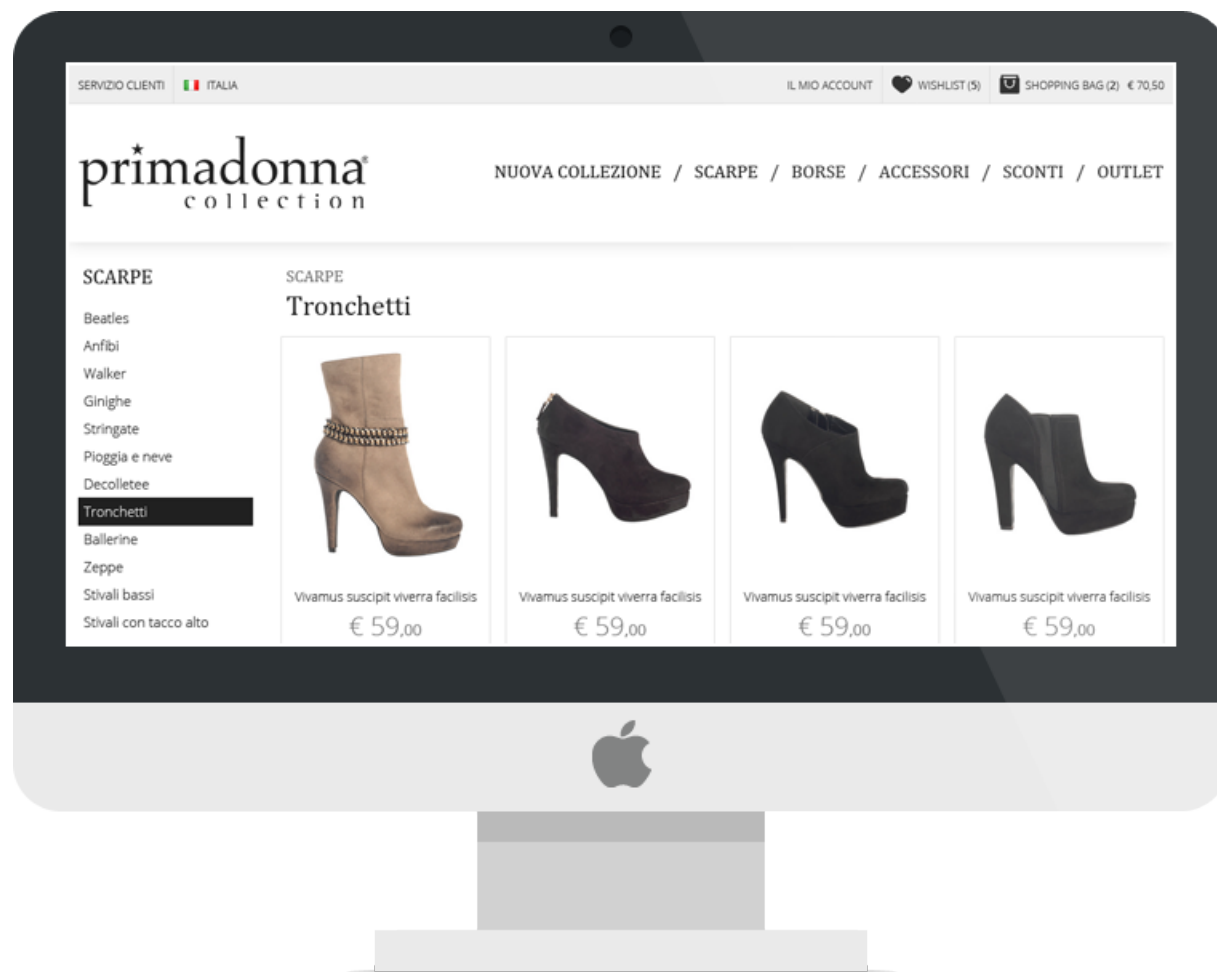 SERVIZIO CLIENTI ITALIA IL MIO ACCOUNT WISHLIST (5) SHOPPING BAG (2) € 70,50
primadonna®
collection
NUOVA COLLEZIONE / SCARPE / BORSE / ACCESSORI / SCONTI / OUTLET
SCARPE
Beatles
Anfibi
Walker
Ginighe
Stringate
Pioggia e neve
Decolletee
Tronchetti
Ballerine
Zeppe
Stivali bassi
Stivali con tacco alto
SCARPE
Tronchetti
Vivamus suscipit viverra facilisis
€ 59,00
Vivamus suscipit viverra facilisis
€ 59,00
Vivamus suscipit viverra facilisis
€ 59,00
Vivamus suscipit viverra facilisis
€ 59,00